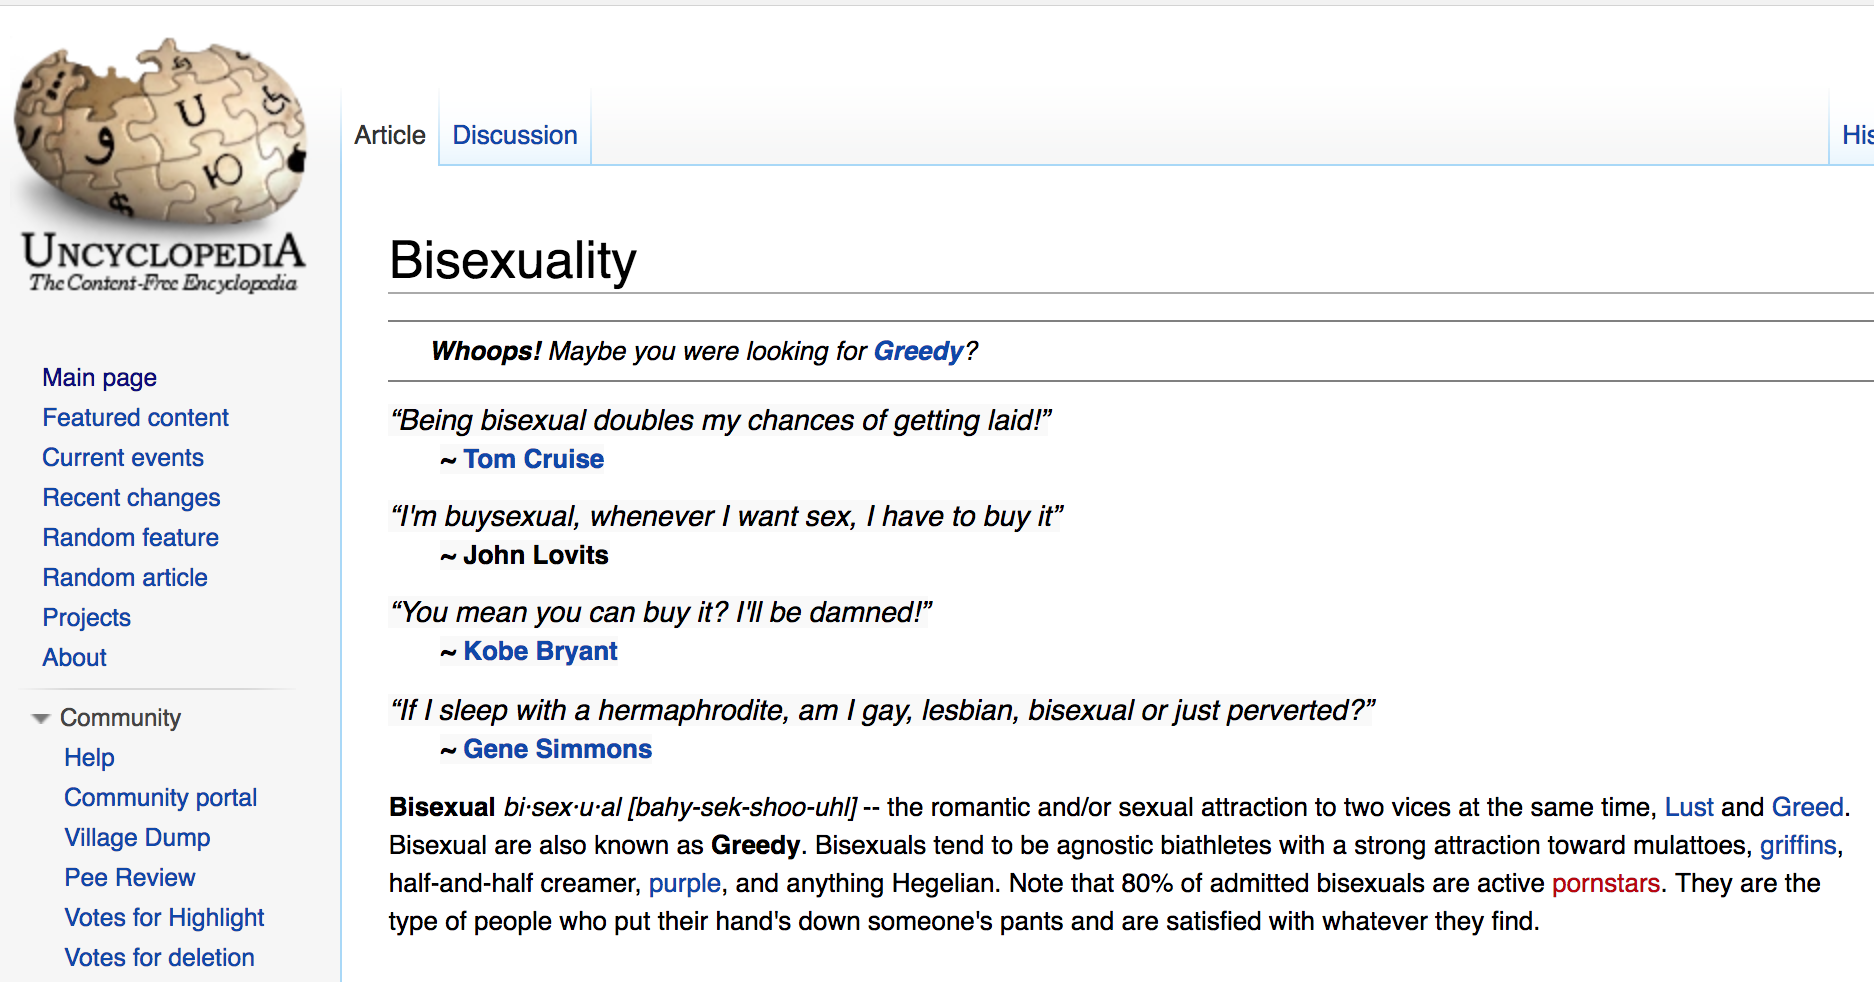 UNCYCLOPEDIA
The Content-Free Encyclopedia
Main page
Featured content
Current events
Recent changes
Random feature
Random article
Projects
About
Community
Help
Community portal
Village Dump
Pee Review
Votes for Highlight
Votes for deletion
Article Discussion
Bisexuality
Whoops! Maybe you were looking for Greedy?
“Being bisexual doubles my chances of getting laid!”
~ Tom Cruise
“I'm buysexual, whenever I want sex, I have to buy it”
~ John Lovits
“You mean you can buy it? I'll be damned!”
~ Kobe Bryant
“If I sleep with a hermaphrodite, am I gay, lesbian, bisexual or just perverted?”
~ Gene Simmons
Bisexual bi·sex·u·al [bahy-sek-shoo-uhl] -- the romantic and/or sexual attraction to two vices at the same time, Lust and Greed.
Bisexual are also known as Greedy. Bisexuals tend to be agnostic biathletes with a strong attraction toward mulattoes, griffins,
half-and-half creamer, purple, and anything Hegelian. Note that 80% of admitted bisexuals are active pornstars. They are the
type of people who put their hand's down someone's pants and are satisfied with whatever they find.